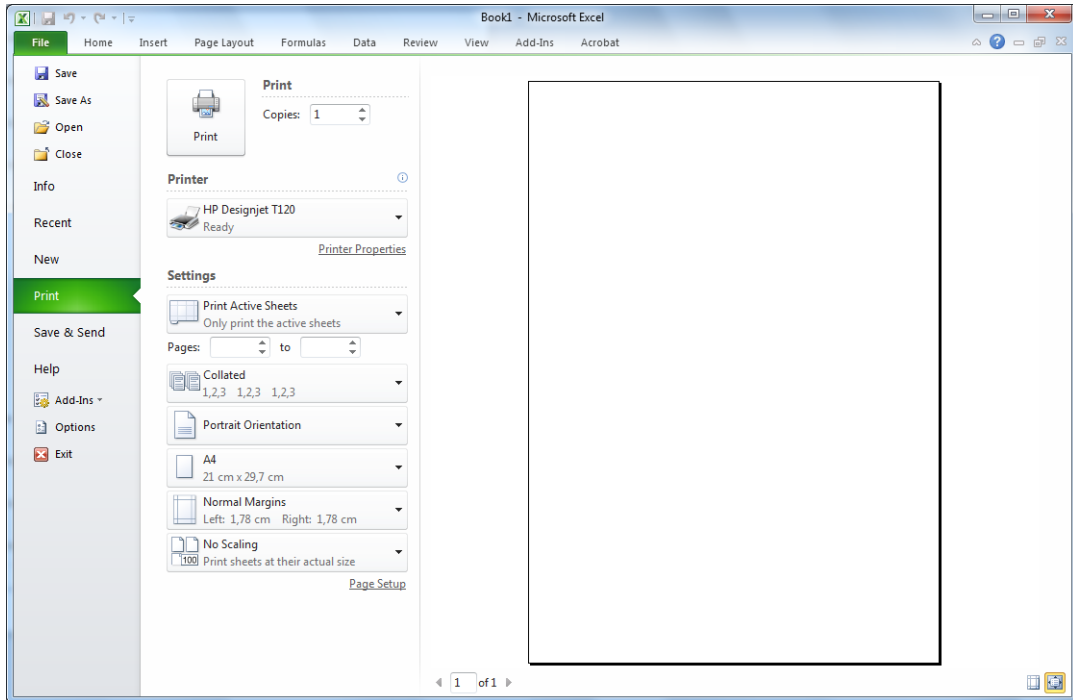 Book1 - Microsoft Excel
File Home Insert Page Layout Formulas Data Review View Add-Ins Acrobat
Save
Save As
Open
Close
Info
Recent
New
Print
Save & Send
Help
Add-Ins
Options
Exit
Print
Print
Copies: 1
Printer
HP Designjet T120
Ready
Printer Properties
Settings
Print Active Sheets
Only print the active sheets
Pages: to
Collated
1,2,3 1,2,3 1,2,3
Portrait Orientation
A4
21 cm x 29,7 cm
Normal Margins
Left: 1,78 cm Right: 1,78 cm
No Scaling
100 Print sheets at their actual size
Page Setup
1 of 1